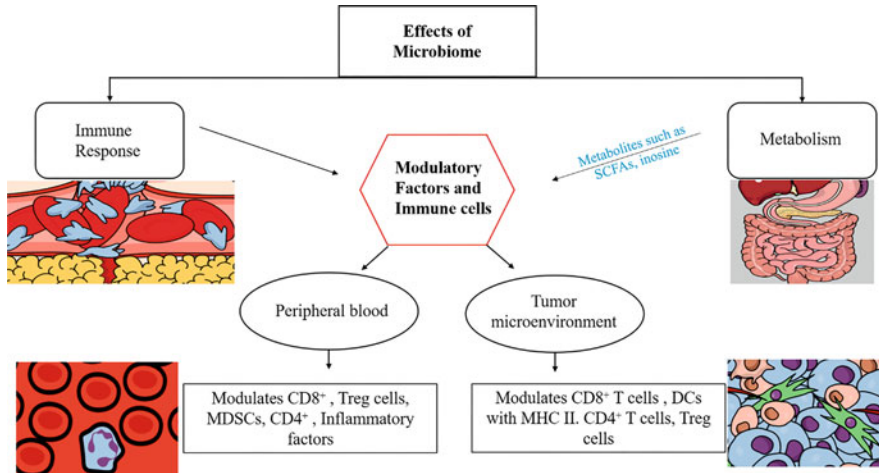 Effects of
Microbiome
Immune
Response
Metabolism
Metabolites such as
SCFAs, inosine
Modulatory
Factors and
Immune cells
Peripheral blood
Tumor
microenvironment
Modulates CD8⁺ , Treg cells,
MDSCs, CD4⁺ , Inflammatory
factors
Modulates CD8⁺ T cells , DCs
with MHC II. CD4⁺ T cells, Treg
cells